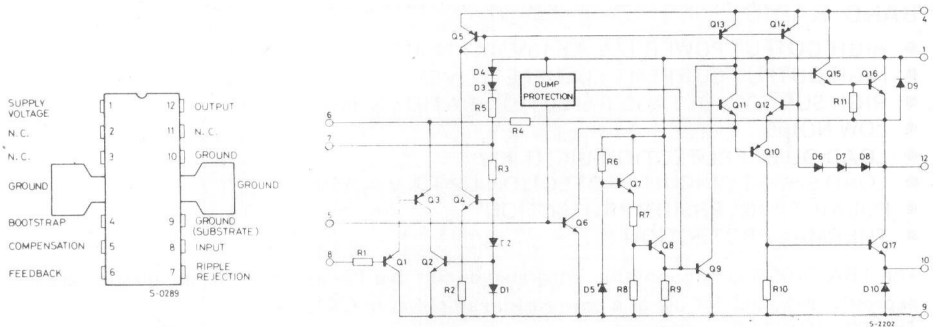 SUPPLY VOLTAGE
1
12
OUTPUT
N.C.
2
11
N.C.
N.C.
3
10
GROUND
GROUND
GROUND
BOOTSTRAP
4
9
GROUND (SUBSTRATE)
COMPENSATION
5
8
INPUT
FEEDBACK
6
7
RIPPLE REJECTION
S-0289
Q5
Q13
Q14
4
1
D4
D3
R5
DUMP PROTECTION
Q11
Q12
Q15
Q16
D9
R11
6
R4
7
R3
R6
Q7
Q10
D6
D7
D8
12
Q3
Q4
R7
5
Q6
D2
Q8
Q17
8
R1
Q1
Q2
Q9
10
R2
D1
D5
R8
R9
R10
D10
9
S-2202